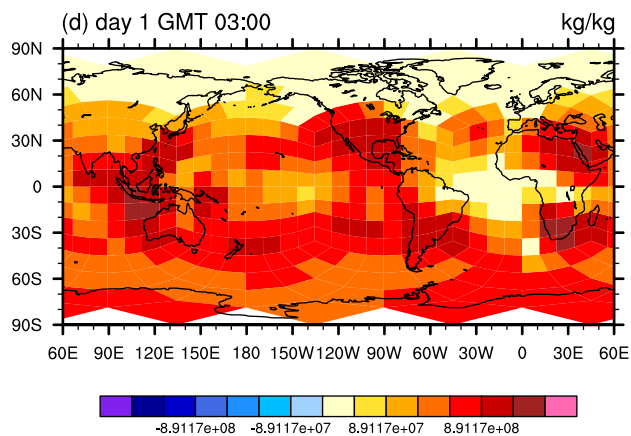 (d) day 1 GMT 03:00 kg/kg
90N
60N
30N
0
30S
60S
90S
60E 90E 120E 150E 180 150W 120W 90W 60W 30W 0 30E 60E
-8.9117e+08 -8.9117e+07 8.9117e+07 8.9117e+08